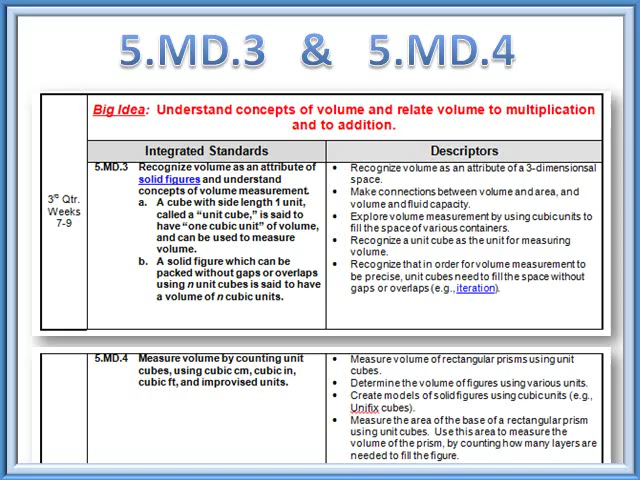 5.MD.3 & 5.MD.4
Big Idea: Understand concepts of volume and relate volume to multiplication
and to addition.
Integrated Standards
Descriptors
3rd Qtr.
Weeks
7-9
5.MD.3 Recognize volume as an attribute of
solid figures and understand
concepts of volume measurement.
a. A cube with side length 1 unit,
called a “unit cube,” is said to
have “one cubic unit” of volume,
and can be used to measure
volume.
b. A solid figure which can be
packed without gaps or overlaps
using n unit cubes is said to have
a volume of n cubic units.
• Recognize volume as an attribute of a 3-dimensionsal
space.
• Make connections between volume and area, and
volume and fluid capacity.
• Explore volume measurement by using cubic units to
fill the space of various containers.
• Recognize a unit cube as the unit for measuring
volume.
• Recognize that in order for volume measurement to
be precise, unit cubes need to fill the space without
gaps or overlaps (e.g., iteration).
5.MD.4 Measure volume by counting unit
cubes, using cubic cm, cubic in,
cubic ft, and improvised units.
• Measure volume of rectangular prisms using unit
cubes.
• Determine the volume of figures using various units.
• Create models of solid figures using cubic units (e.g.,
Unifix cubes).
• Measure the area of the base of a rectangular prism
using unit cubes. Use this area to measure the
volume of the prism, by counting how many layers are
needed to fill the figure.